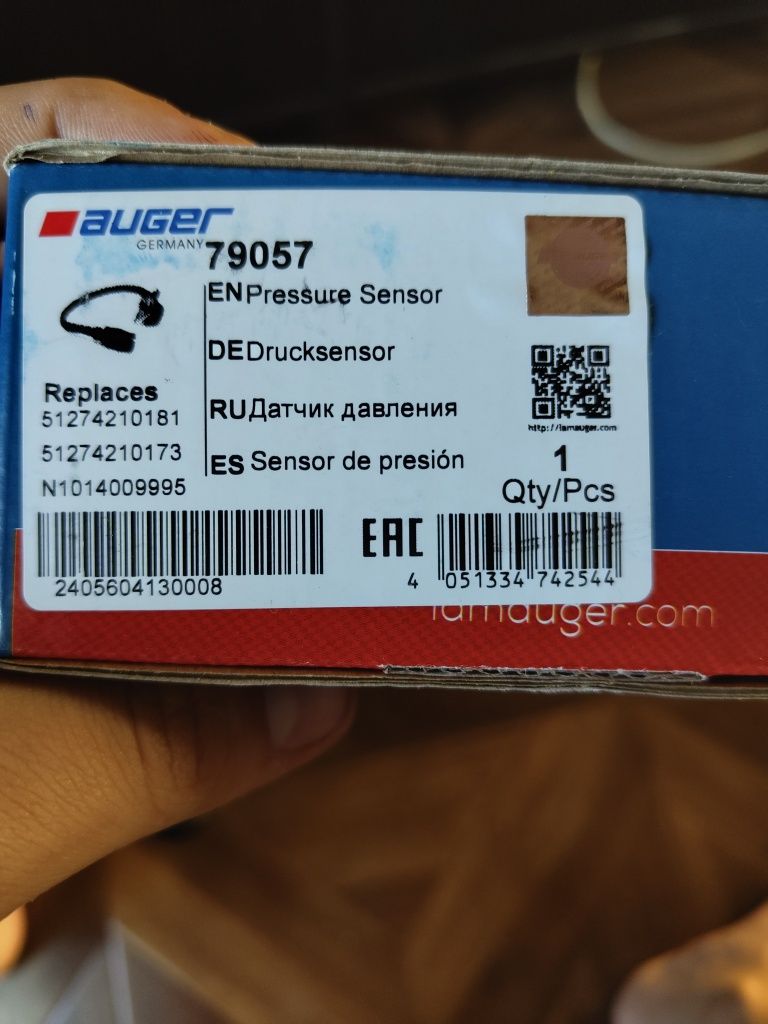 AUGER
GERMANY
79057
EN Pressure Sensor
DE Drucksensor
RU Датчик давления
ES Sensor de presión
Replaces
51274210181
51274210173
N1014009995
http://iamauger.com
1
Qty/Pcs
2405604130008
EAC
4 051334 742544
iamauger.com